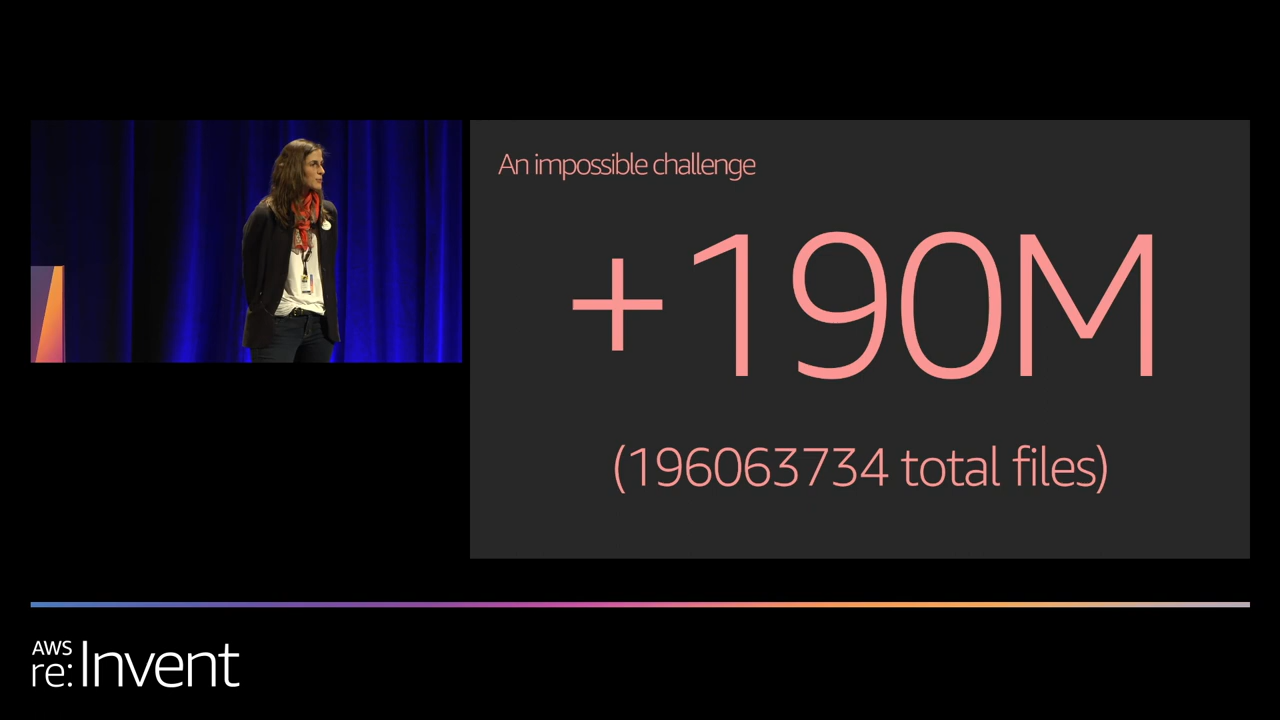 An impossible challenge
+190M
(196063734 total files)
AWS
re:Invent